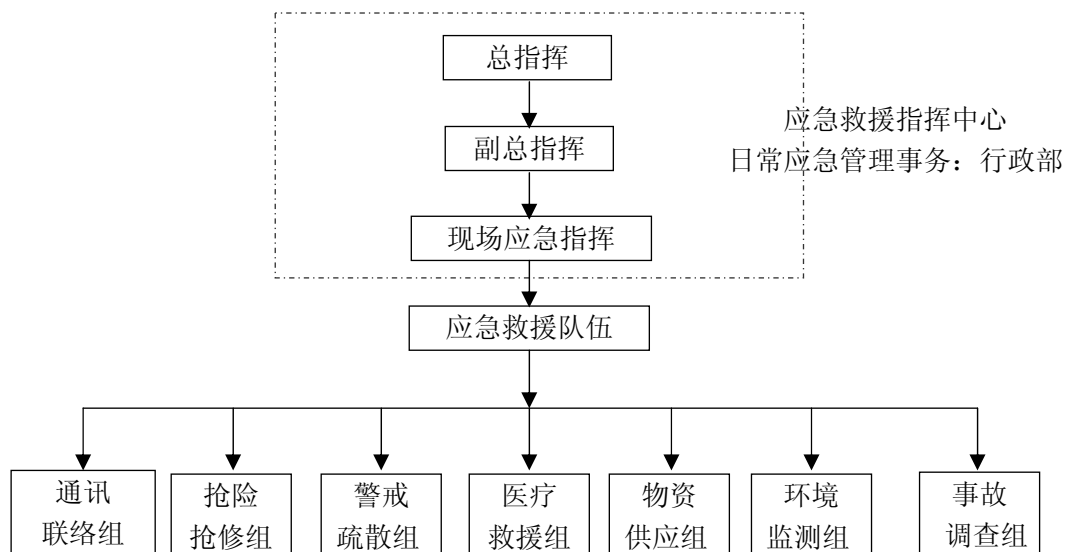 总指挥
副总指挥
应急救援指挥中心
日常应急管理事务：行政部
现场应急指挥
应急救援队伍
通讯
联络组
抢险
抢修组
警戒
疏散组
医疗
救援组
物资
供应组
环境
监测组
事故
调查组